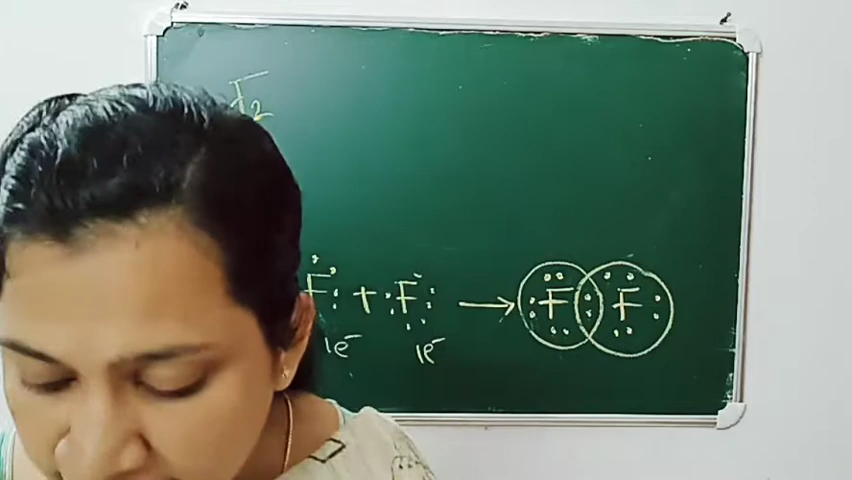 F2
F + F → F F
1e⁻ 1e⁻